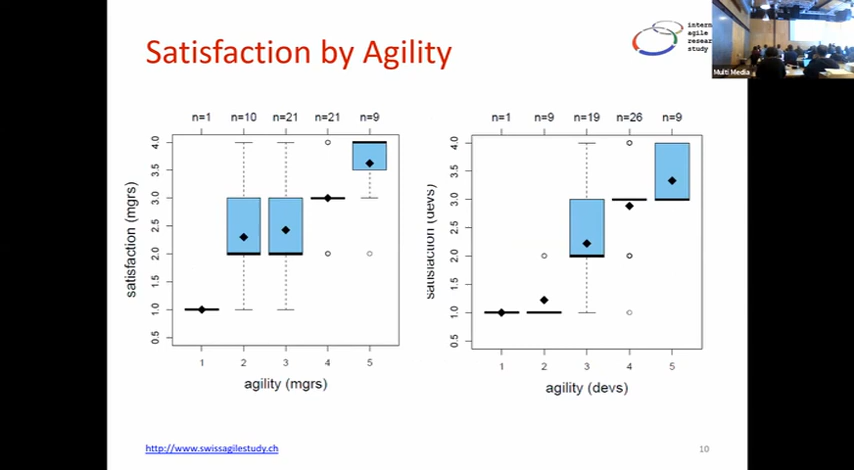 Satisfaction by Agility
intern
agile
resear
study
Multi Media
n=1 n=10 n=21 n=21 n=9
4.0
3.5
3.0
2.5
2.0
1.5
1.0
0.5
satisfaction (mgrs)
1 2 3 4 5
agility (mgrs)
n=1 n=9 n=19 n=26 n=9
4.0
3.5
3.0
2.5
2.0
1.5
1.0
0.5
satisfaction (devs)
1 2 3 4 5
agility (devs)
http://www.swissagilestudy.ch
10